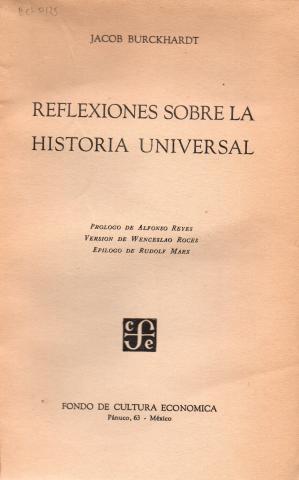 JACOB BURCKHARDT
REFLEXIONES SOBRE LA
HISTORIA UNIVERSAL
PROLOGO DE ALFONSO REYES
VERSION DE WENCESLAO ROCES
EPILOGO DE RUDOLF MARX
c f e
FONDO DE CULTURA ECONOMICA
Pánuco, 63 - México